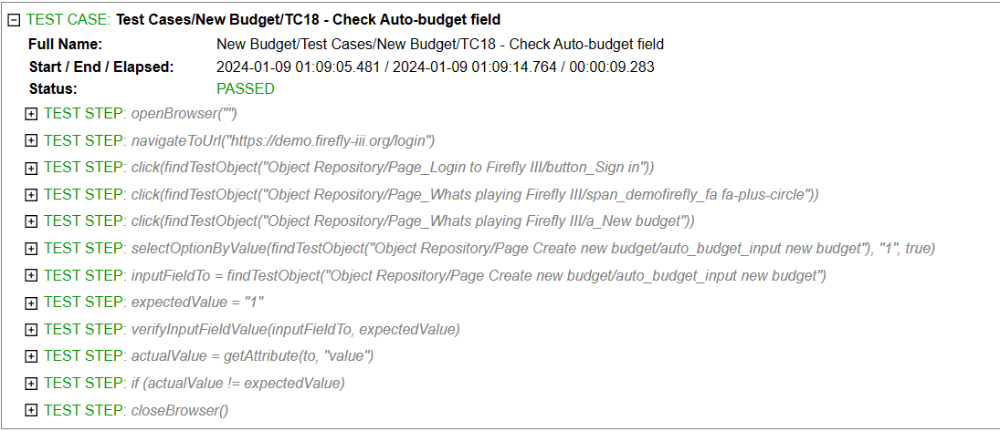 TEST CASE: Test Cases/New Budget/TC18 - Check Auto-budget field
Full Name: New Budget/Test Cases/New Budget/TC18 - Check Auto-budget field
Start / End / Elapsed: 2024-01-09 01:09:05.481 / 2024-01-09 01:09:14.764 / 00:00:09.283
Status: PASSED
TEST STEP: openBrowser("")
TEST STEP: navigateToUrl("https://demo.firefly-iii.org/login")
TEST STEP: click(findTestObject("Object Repository/Page_Login to Firefly III/button_Sign in"))
TEST STEP: click(findTestObject("Object Repository/Page_Whats playing Firefly III/span_demofirefly_fa fa-plus-circle"))
TEST STEP: click(findTestObject("Object Repository/Page_Whats playing Firefly III/a_New budget"))
TEST STEP: selectOptionByValue(findTestObject("Object Repository/Page Create new budget/auto_budget_input new budget"), "1", true)
TEST STEP: inputFieldTo = findTestObject("Object Repository/Page Create new budget/auto_budget_input new budget")
TEST STEP: expectedValue = "1"
TEST STEP: verifyInputFieldValue(inputFieldTo, expectedValue)
TEST STEP: actualValue = getAttribute(to, "value")
TEST STEP: if (actualValue != expectedValue)
TEST STEP: closeBrowser()